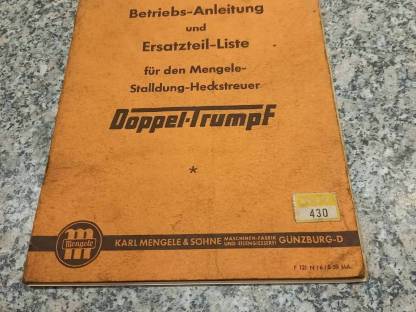 Betriebs-Anleitung
und
Ersatzteil-Liste
für den Mengele-
Stalldung-Heckstreuer
Doppel-Trumpf
*
430
Mengele
KARL MENGELE & SÖHNE MASCHINEN-FABRIK UND EISENGIESSEREI GÜNZBURG-D